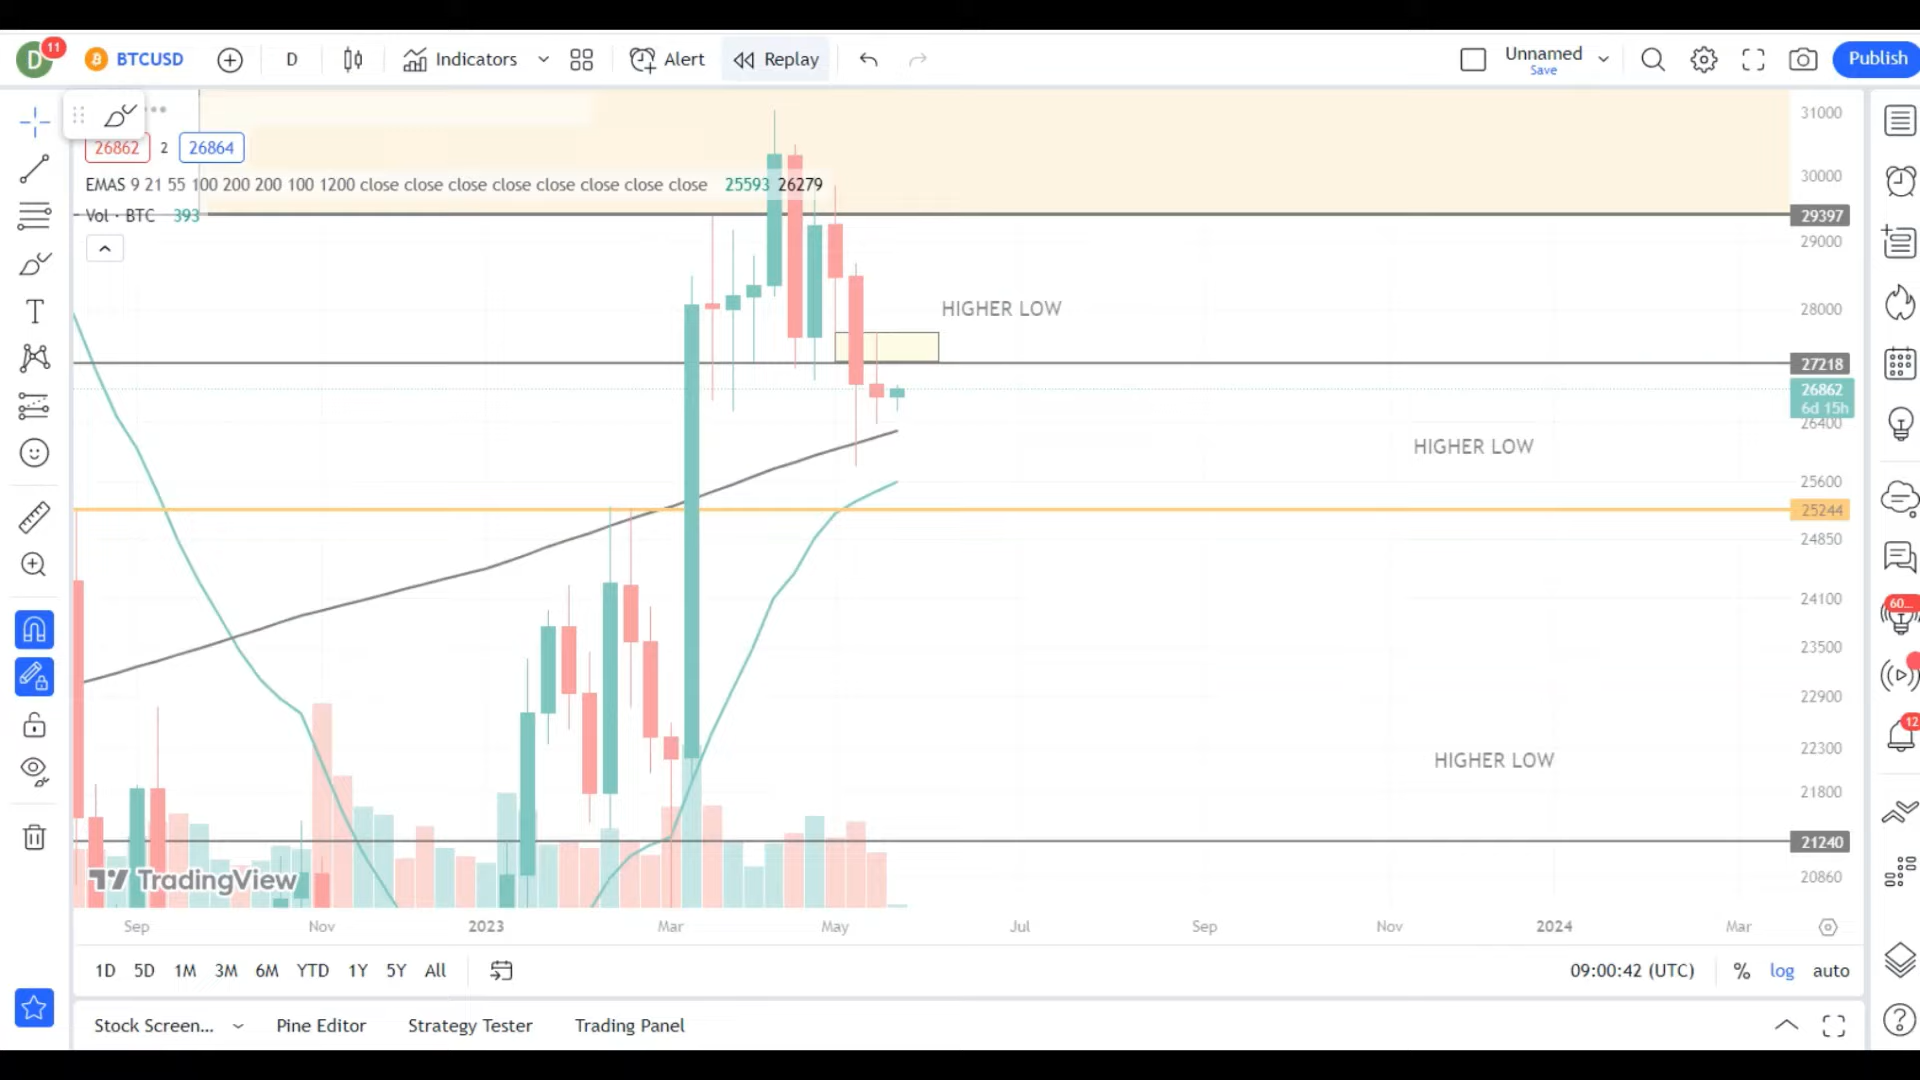 D 11 BTCUSD D Indicators Alert Replay Unnamed Save Publish
26862 2 26864
EMAS 9 21 55 100 200 200 100 1200 close close close close close close close close 25593 26279
Vol · BTC 393
31000
30000
29397
29000
HIGHER LOW
28000
27218
26862
6d 15h
26400
HIGHER LOW
25600
25244
24850
24100
60...
23500
22900
12
22300
HIGHER LOW
21800
21240
20860
TradingView
Sep Nov 2023 Mar May Jul Sep Nov 2024 Mar
1D 5D 1M 3M 6M YTD 1Y 5Y All 09:00:42 (UTC) % log auto
Stock Screen... Pine Editor Strategy Tester Trading Panel